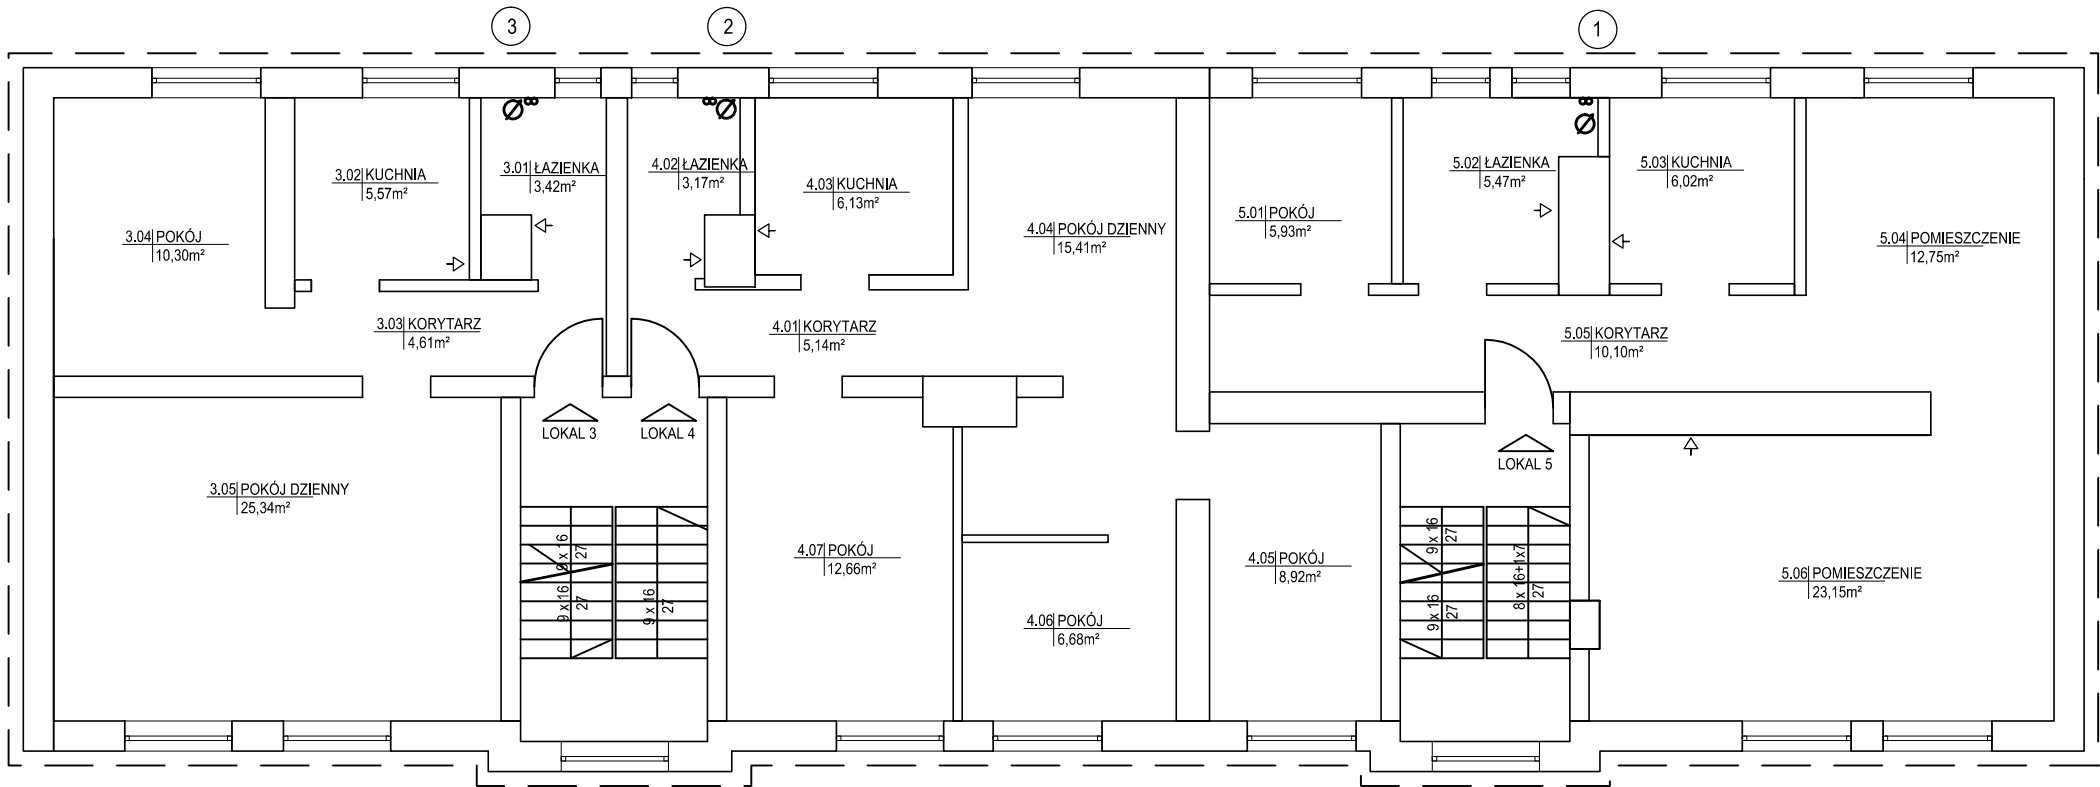 3
2
1
8
8
8
3.01 ŁAZIENKA
3,42m²
4.02 ŁAZIENKA
3,17m²
5.02 ŁAZIENKA
5,47m²
5.03 KUCHNIA
6,02m²
3.02 KUCHNIA
5,57m²
4.03 KUCHNIA
6,13m²
5.01 POKÓJ
5,93m²
3.04 POKÓJ
10,30m²
4.04 POKÓJ DZIENNY
15,41m²
5.04 POMIESZCZENIE
12,75m²
3.03 KORYTARZ
4,61m²
4.01 KORYTARZ
5,14m²
5.05 KORYTARZ
10,10m²
LOKAL 3
LOKAL 4
LOKAL 5
3.05 POKÓJ DZIENNY
25,34m²
4.07 POKÓJ
12,66m²
4.05 POKÓJ
8,92m²
5.06 POMIESZCZENIE
23,15m²
4.06 POKÓJ
6,68m²
9 x 16
27
9 x 16
27
9 x 16
27
9 x 16
27
9 x 16
27
8 x 16+1x7
27